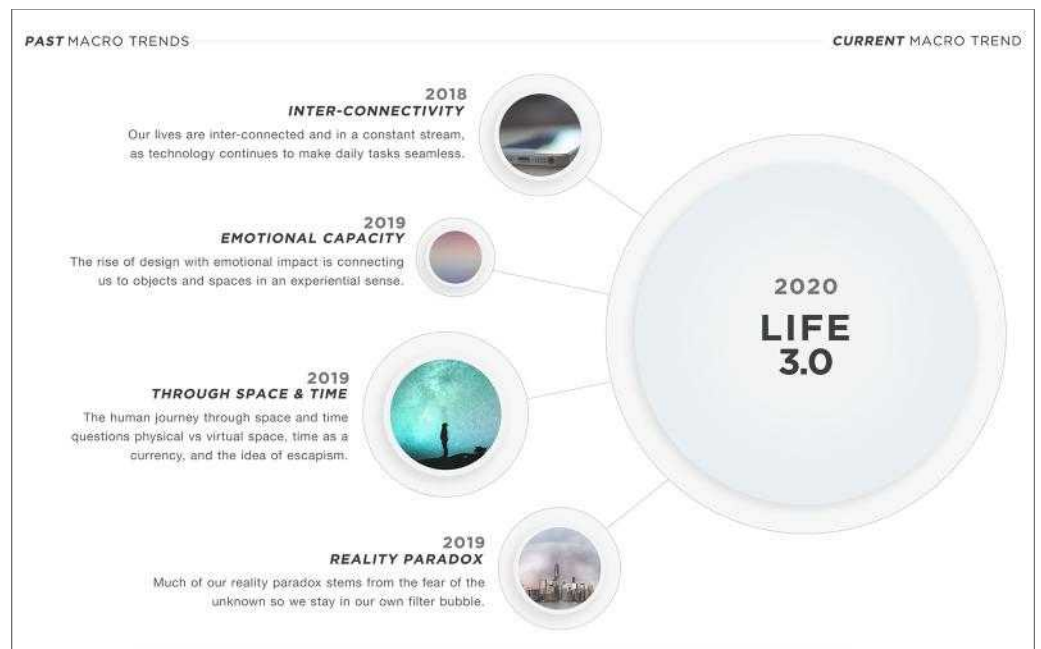 PAST MACRO TRENDS
CURRENT MACRO TREND
2018
INTER-CONNECTIVITY
Our lives are inter-connected and in a constant stream,
as technology continues to make daily tasks seamless.
2019
EMOTIONAL CAPACITY
The rise of design with emotional impact is connecting
us to objects and spaces in an experiential sense.
2019
THROUGH SPACE & TIME
The human journey through space and time
questions physical vs virtual space, time as a
currency, and the idea of escapism.
2019
REALITY PARADOX
Much of our reality paradox stems from the fear of the
unknown so we stay in our own filter bubble.
2020
LIFE
3.0